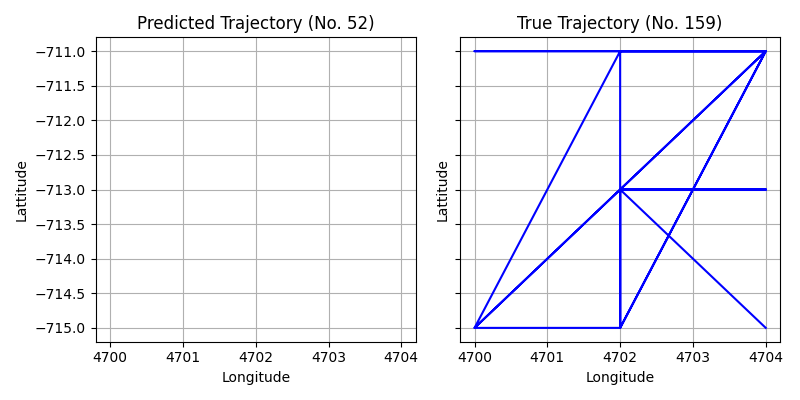 Predicted Trajectory (No. 52)
True Trajectory (No. 159)
Lattitude
−711.0
−711.5
−712.0
−712.5
−713.0
−713.5
−714.0
−714.5
−715.0
4700 4701 4702 4703 4704
Longitude
Lattitude
4700 4701 4702 4703 4704
Longitude